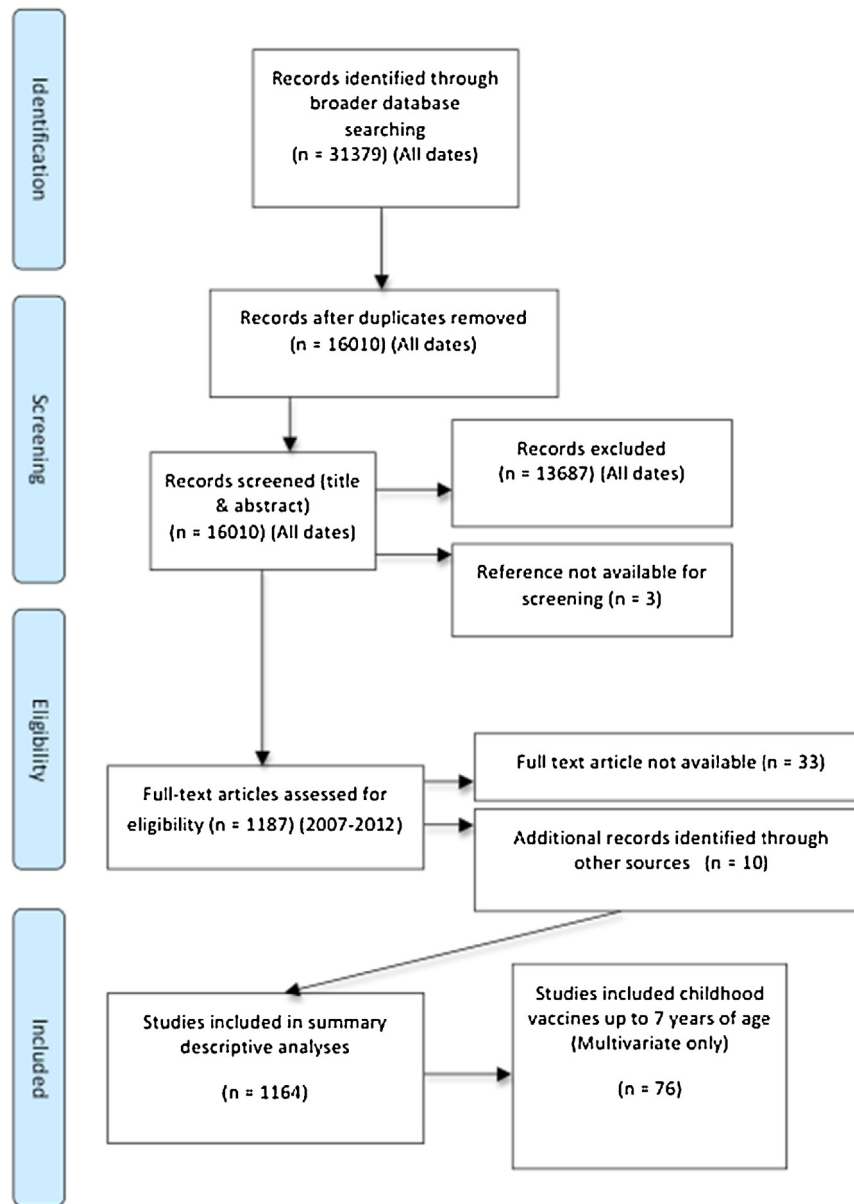 Identification
Records identified through
broader database
searching
(n = 31379) (All dates)
Screening
Records after duplicates removed
(n = 16010) (All dates)
Records screened (title
& abstract)
(n = 16010) (All dates)
Records excluded
(n = 13687) (All dates)
Reference not available for
screening (n = 3)
Eligibility
Full-text articles assessed for
eligibility (n = 1187) (2007-2012)
Full text article not available (n = 33)
Additional records identified through
other sources (n = 10)
Included
Studies included in summary
descriptive analyses
(n = 1164)
Studies included childhood
vaccines up to 7 years of age
(Multivariate only)
(n = 76)